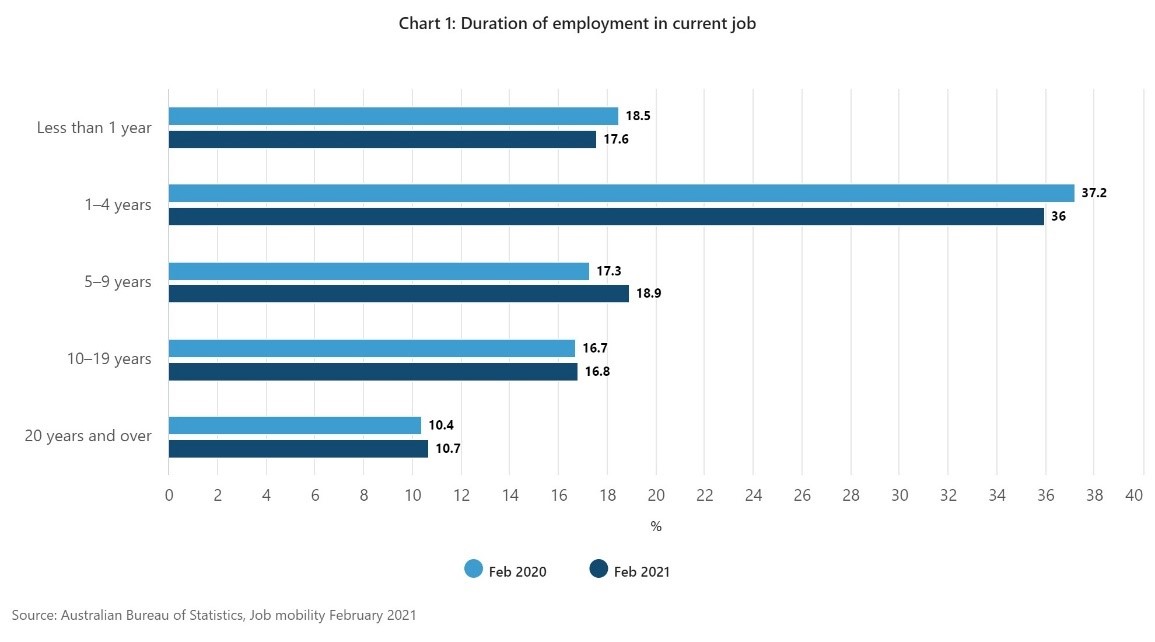 Chart 1: Duration of employment in current job
Less than 1 year
18.5
17.6
1–4 years
37.2
36
5–9 years
17.3
18.9
10–19 years
16.7
16.8
20 years and over
10.4
10.7
0 2 4 6 8 10 12 14 16 18 20 22 24 26 28 30 32 34 36 38 40
%
Feb 2020 Feb 2021
Source: Australian Bureau of Statistics, Job mobility February 2021